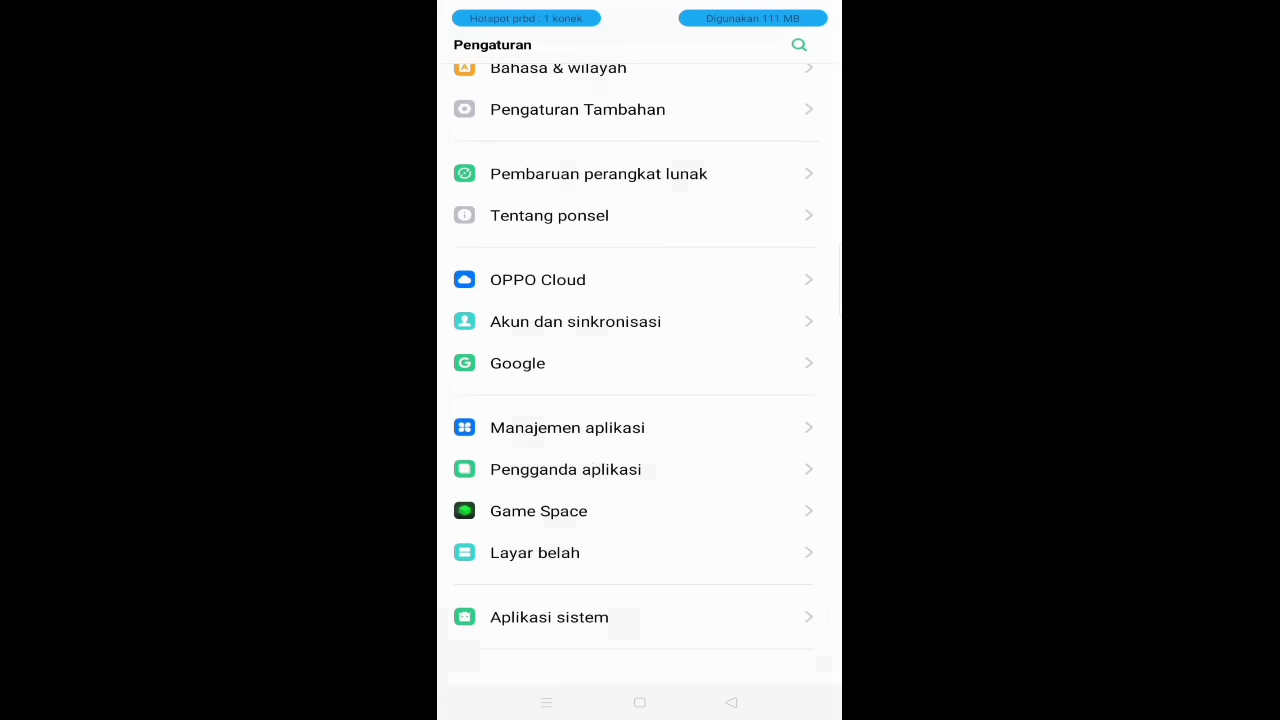 Hotspot prbd : 1 konek
Digunakan 111 MB
Pengaturan
Bahasa & wilayah
Pengaturan Tambahan
Pembaruan perangkat lunak
Tentang ponsel
OPPO Cloud
Akun dan sinkronisasi
Google
Manajemen aplikasi
Pengganda aplikasi
Game Space
Layar belah
Aplikasi sistem